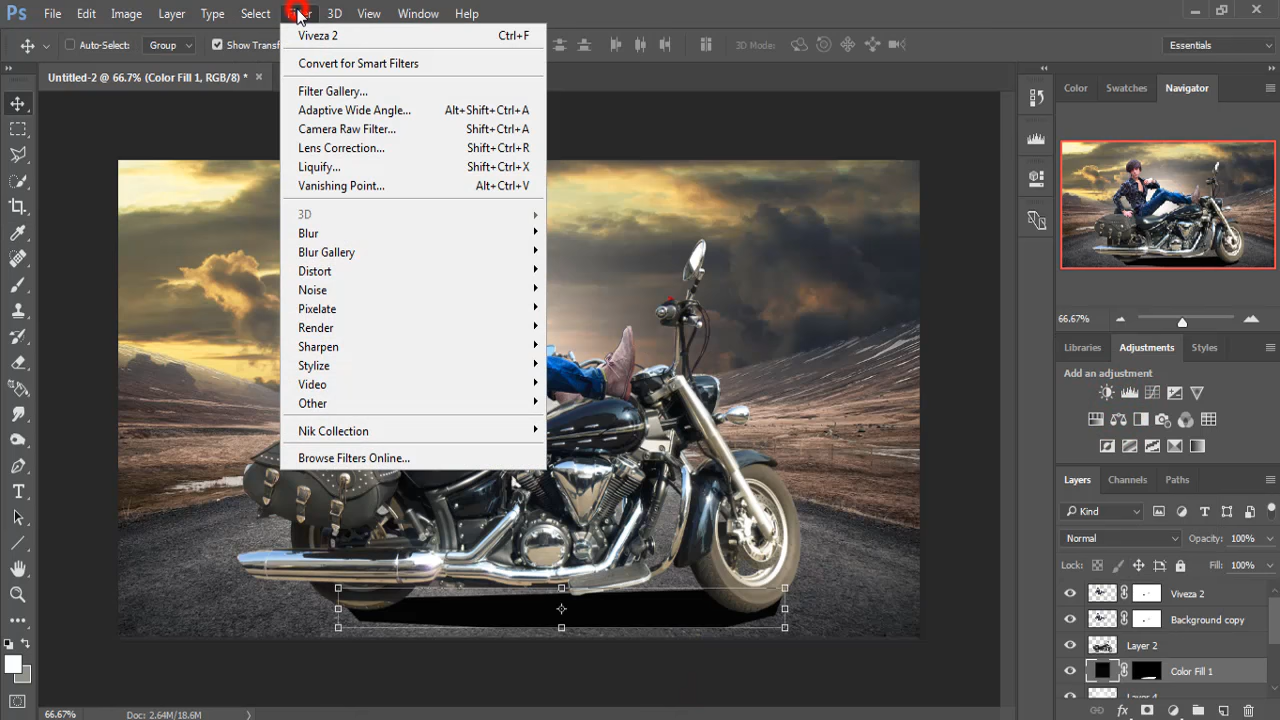 Ps File Edit Image Layer Type Select 3D View Window Help
Auto-Select: Group Show Transf 3D Mode: Essentials
Untitled-2 @ 66.7% (Color Fill 1, RGB/8) * ×
Viveza 2 Ctrl+F
Convert for Smart Filters
Filter Gallery...
Adaptive Wide Angle... Alt+Shift+Ctrl+A
Camera Raw Filter... Shift+Ctrl+A
Lens Correction... Shift+Ctrl+R
Liquify... Shift+Ctrl+X
Vanishing Point... Alt+Ctrl+V
3D
Blur
Blur Gallery
Distort
Noise
Pixelate
Render
Sharpen
Stylize
Video
Other
Nik Collection
Browse Filters Online...
Color Swatches Navigator
66.67%
Libraries Adjustments Styles
Add an adjustment
Layers Channels Paths
Kind
Normal Opacity: 100%
Lock: Fill: 100%
Viveza 2
Background copy
Layer 2
Color Fill 1
Layer 4
66.67% Doc: 2.64M/18.6M